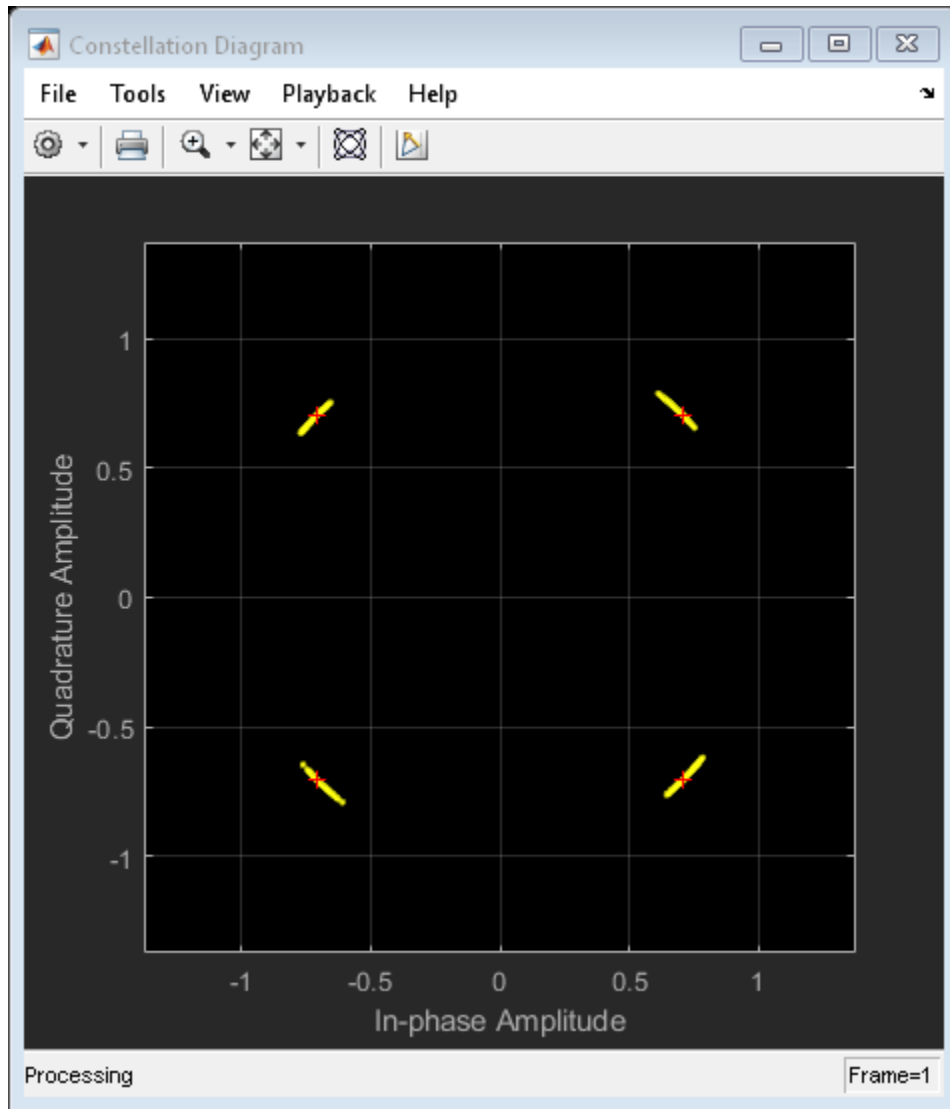 Constellation Diagram
File Tools View Playback Help
1
0.5
0
-0.5
-1
Quadrature Amplitude
-1 -0.5 0 0.5 1
In-phase Amplitude
Processing Frame=1